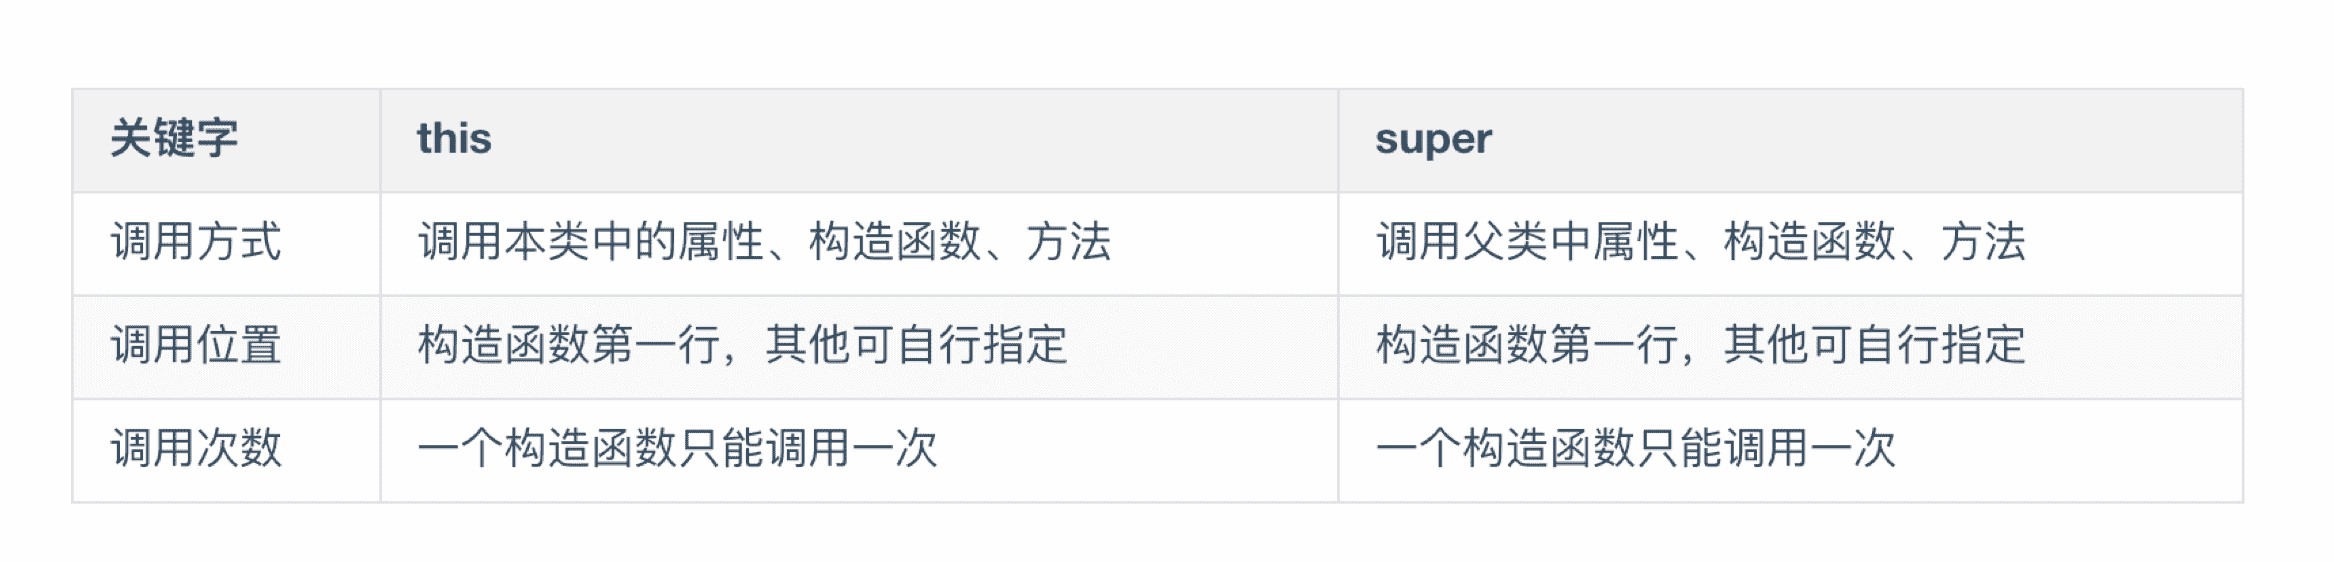 关键字 this super
调用方式 调用本类中的属性、构造函数、方法 调用父类中属性、构造函数、方法
调用位置 构造函数第一行，其他可自行指定 构造函数第一行，其他可自行指定
调用次数 一个构造函数只能调用一次 一个构造函数只能调用一次